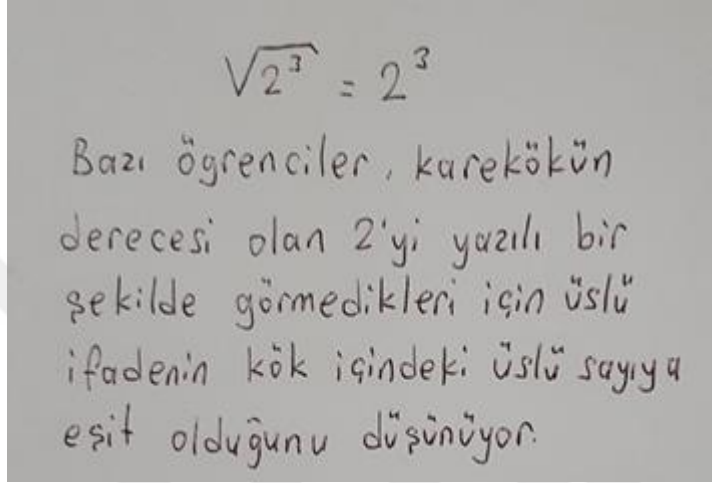 √2³ = 2³
Bazı öğrenciler, karekökün
derecesi olan 2'yi yazılı bir
şekilde görmedikleri için üslü
ifadenin kök içindeki üslü sayıya
eşit olduğunu düşünüyor.